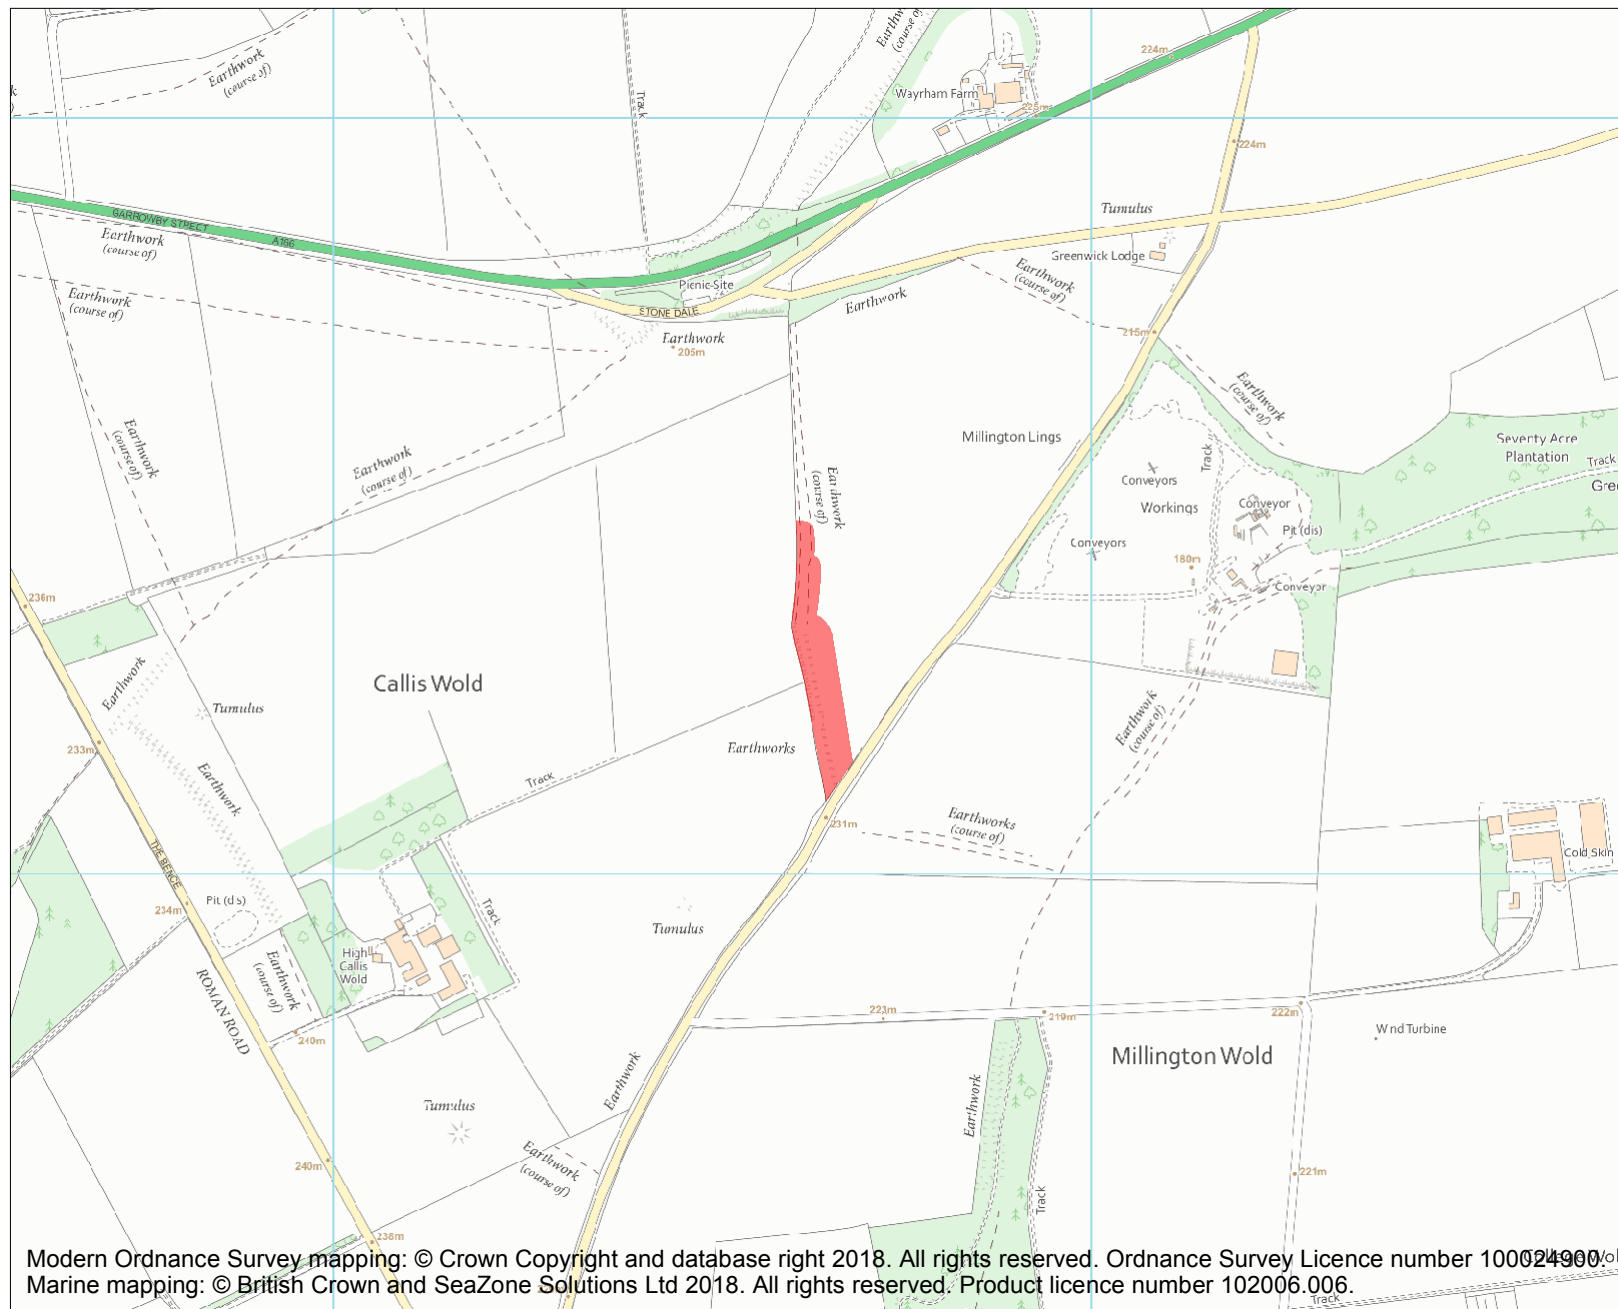 Earthwork
(course of)
Earthwork
(course of)
Track
Wayrham Farm
224m
225m
224m
GARROWBY STREET
A166
Earthwork
(course of)
Earthwork
(course of)
Picnic Site
STONE DALE
Earthwork
205m
Earthwork
Tumulus
Greenwick Lodge
Earthwork
(course of)
215m
Earthwork
(course of)
Earthwork
(course of)
Earthwork
(course of)
Earthwork
(course of)
Millington Lings
Conveyors
Workings
Conveyors
Track
Conveyor
Pit (dis)
180m
Conveyor
Seventy Acre
Plantation
Track
236m
Earthwork
Callis Wold
Tumulus
233m
Earthwork
Earthworks
Track
231m
Earthworks
(course of)
Earthwork
(course of)
Cold Skin
THE BENCE
234m
Pit (dis)
High
Callis
Wold
Track
Tumulus
Earthwork
(course of)
ROMAN ROAD
240m
221m
219m
222m
Wind Turbine
Millington Wold
Earthwork
Tumulus
Earthwork
(course of)
Earthwork
Track
240m
221m
238m
Modern Ordnance Survey mapping: © Crown Copyright and database right 2018. All rights reserved. Ordnance Survey Licence number 100024900.
Marine mapping: © British Crown and SeaZone Solutions Ltd 2018. All rights reserved. Product licence number 102006.006.
Track